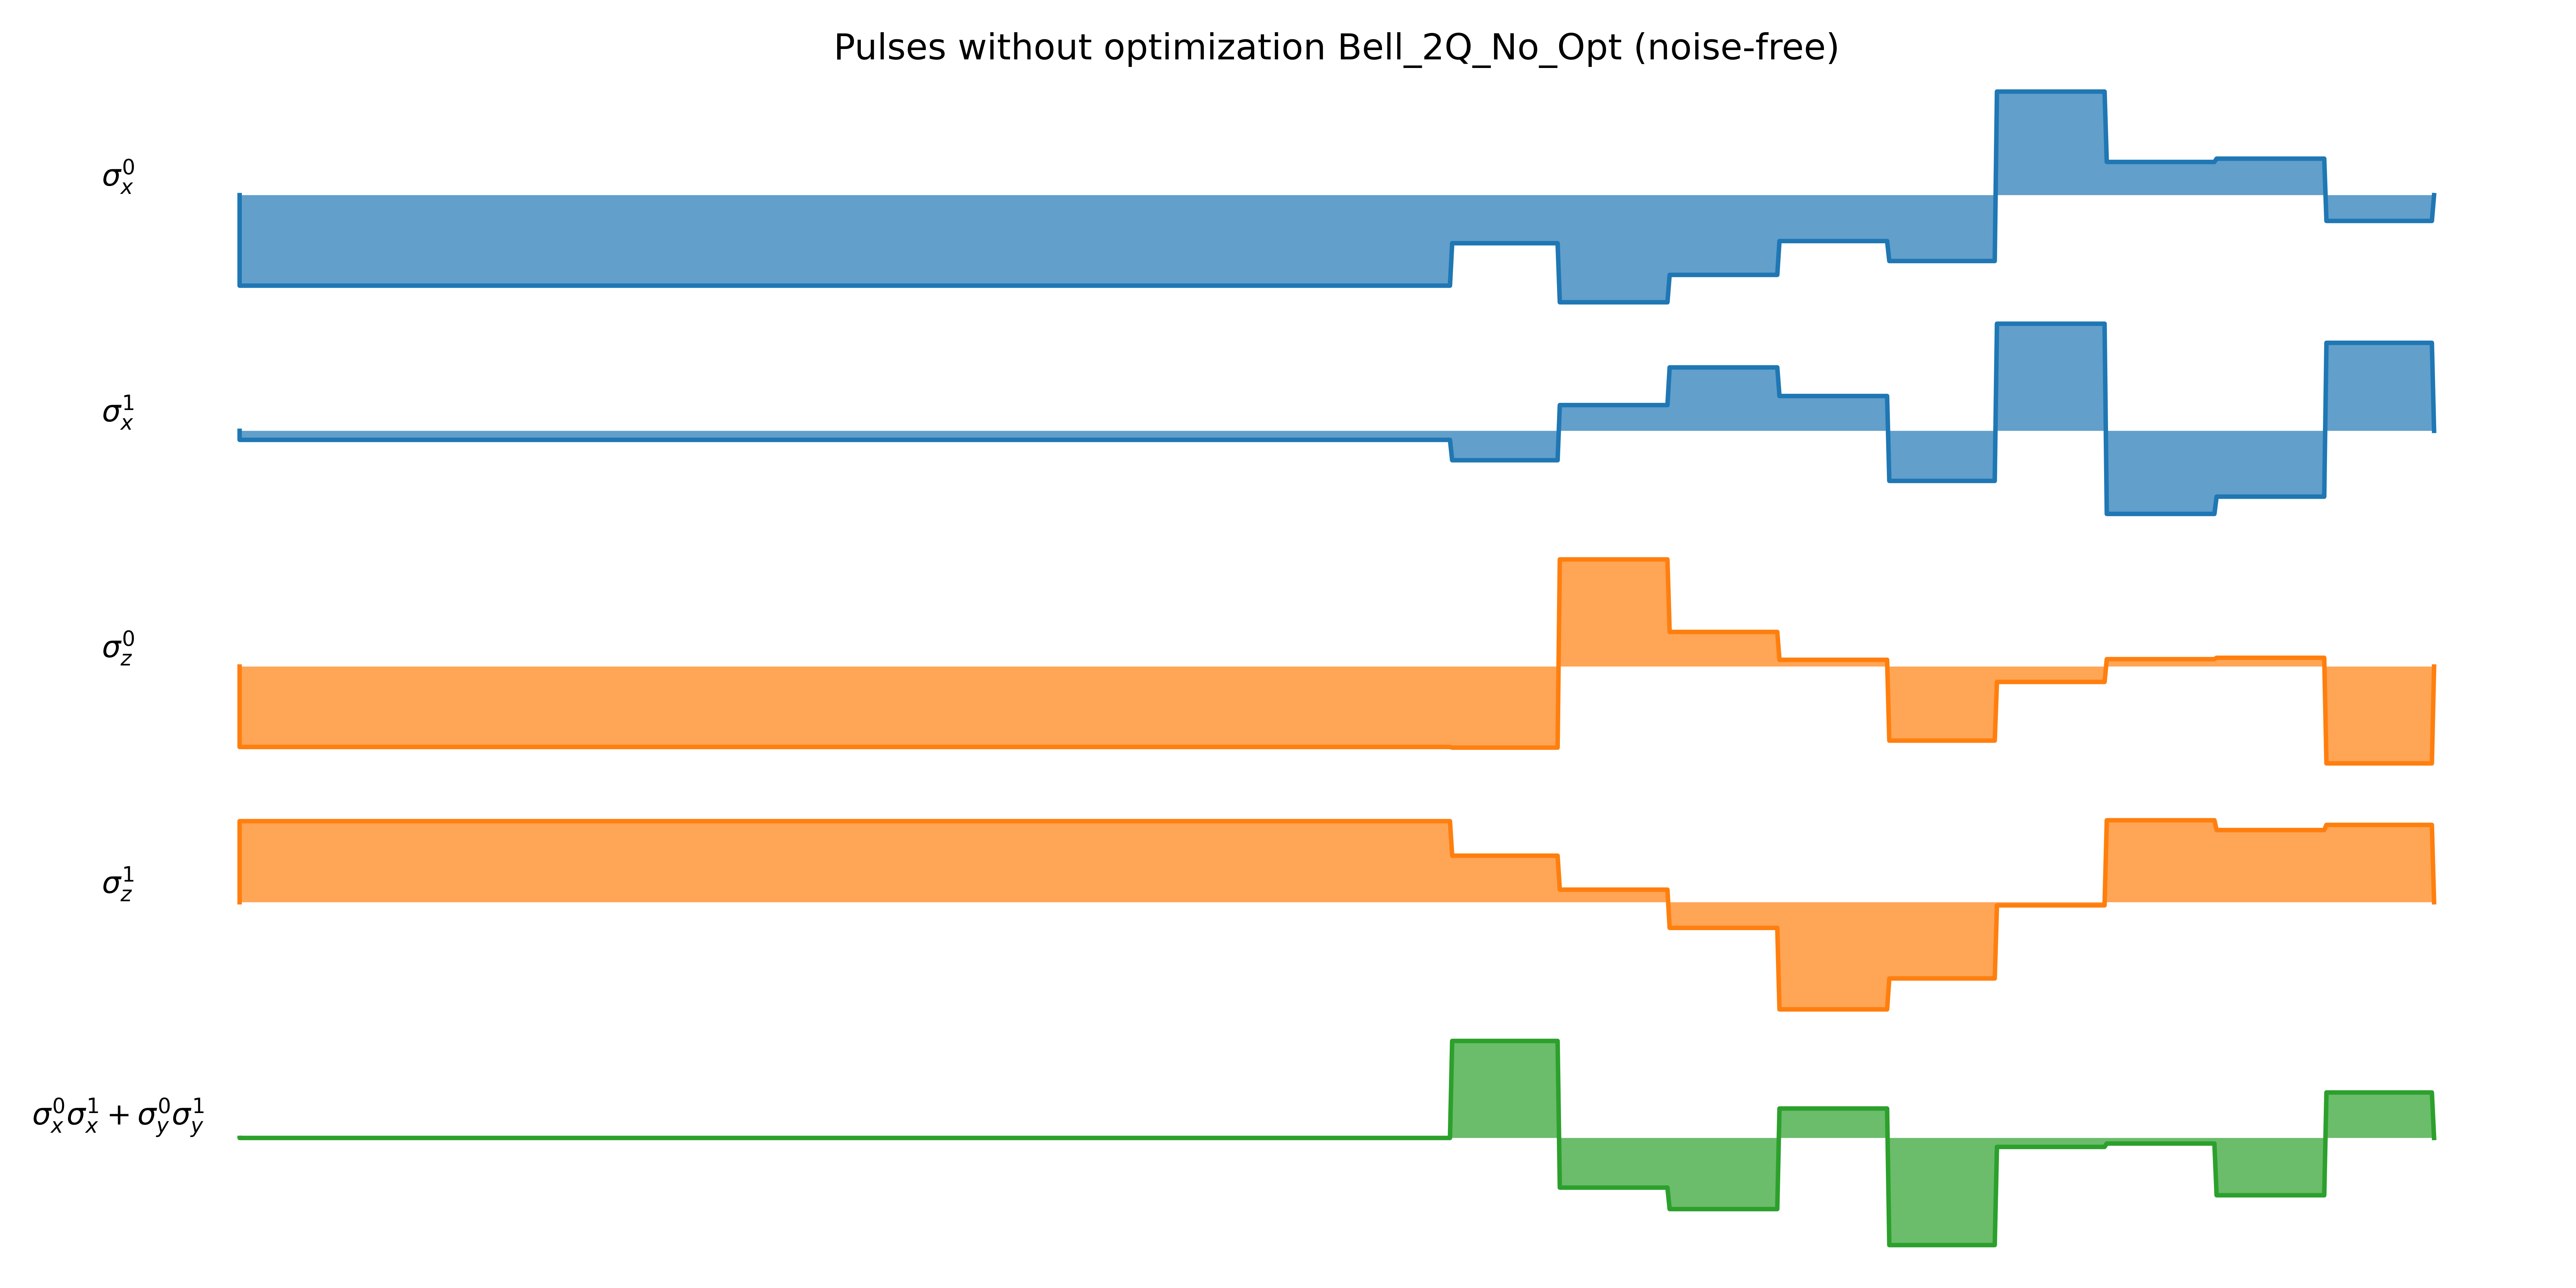 Pulses without optimization Bell_2Q_No_Opt (noise-free)
σ_x^0
σ_x^1
σ_z^0
σ_z^1
σ_x^0σ_x^1 + σ_y^0σ_y^1